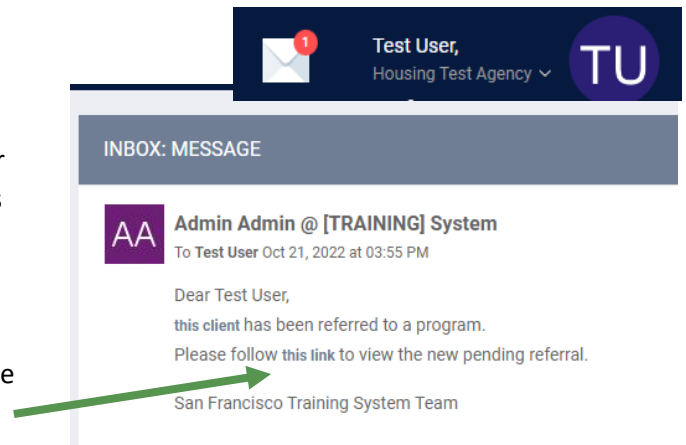 1
Test User,
Housing Test Agency
TU
INBOX: MESSAGE
AA
Admin Admin @ [TRAINING] System
To Test User Oct 21, 2022 at 03:55 PM
Dear Test User,
this client has been referred to a program.
Please follow this link to view the new pending referral.
San Francisco Training System Team